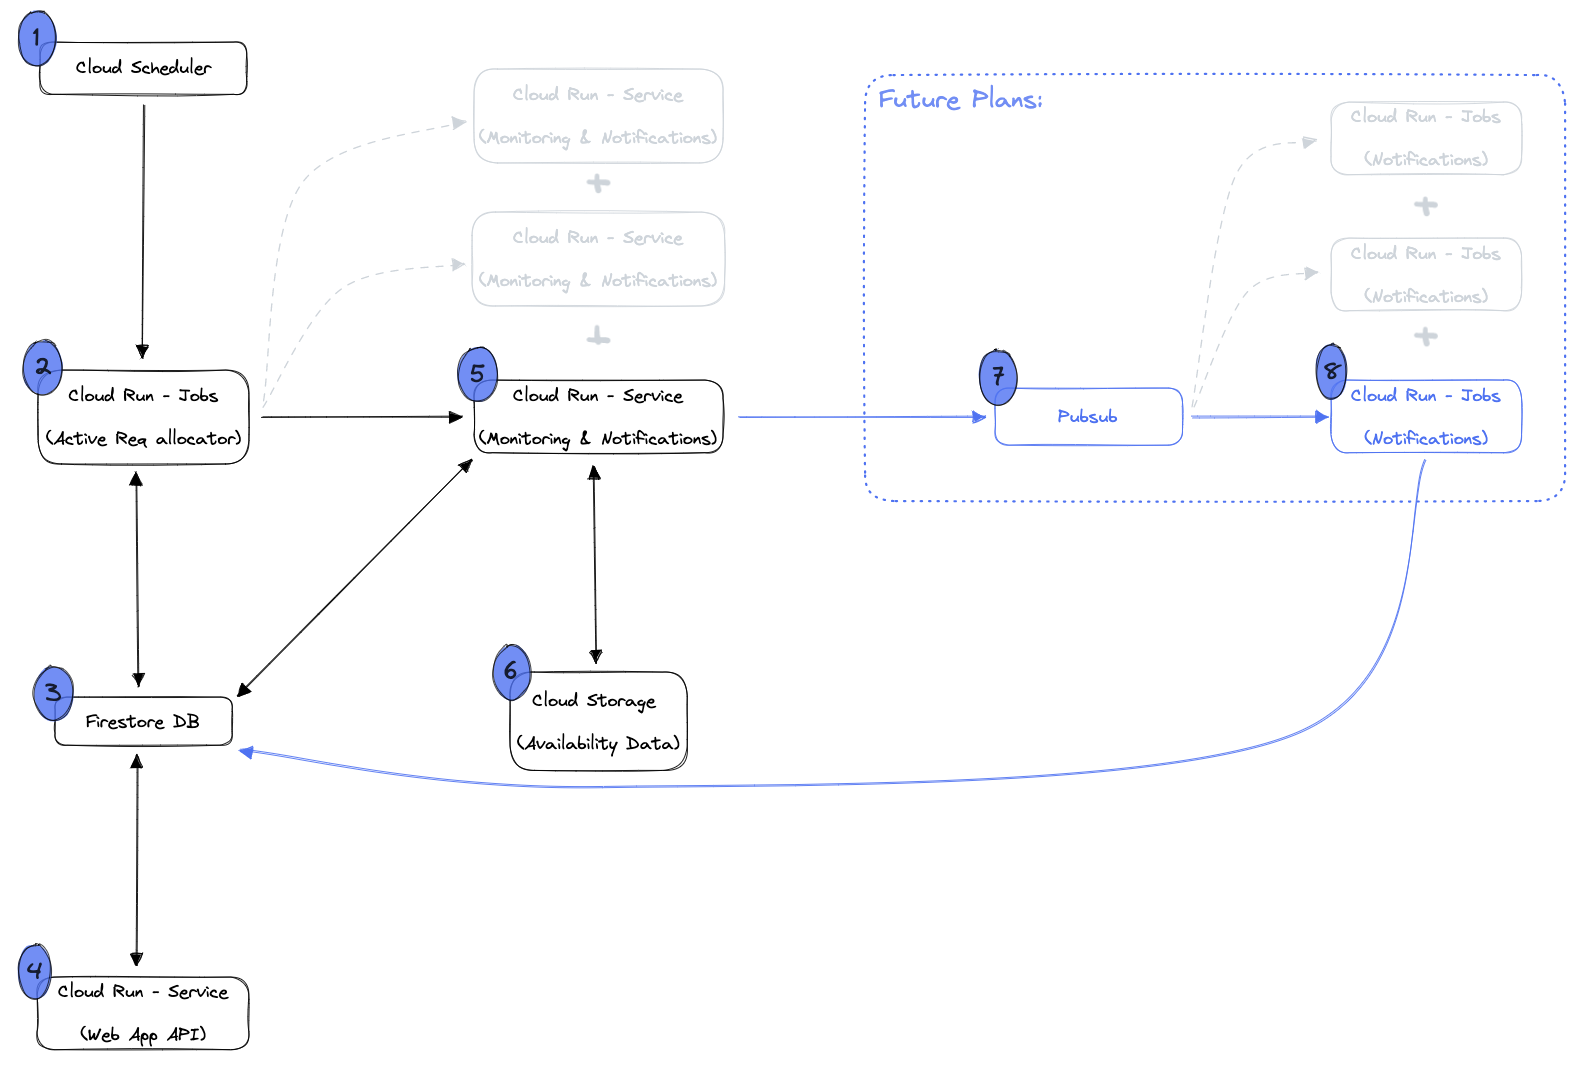 1
Cloud Scheduler
Cloud Run - Service
(Monitoring & Notifications)
+
Cloud Run - Service
(Monitoring & Notifications)
+
Future Plans:
Cloud Run - Jobs
(Notifications)
+
Cloud Run - Jobs
(Notifications)
+
2
Cloud Run - Jobs
(Active Req allocator)
5
Cloud Run - Service
(Monitoring & Notifications)
7
Pubsub
8
Cloud Run - Jobs
(Notifications)
3
Firestore DB
6
Cloud Storage
(Availability Data)
4
Cloud Run - Service
(Web App API)